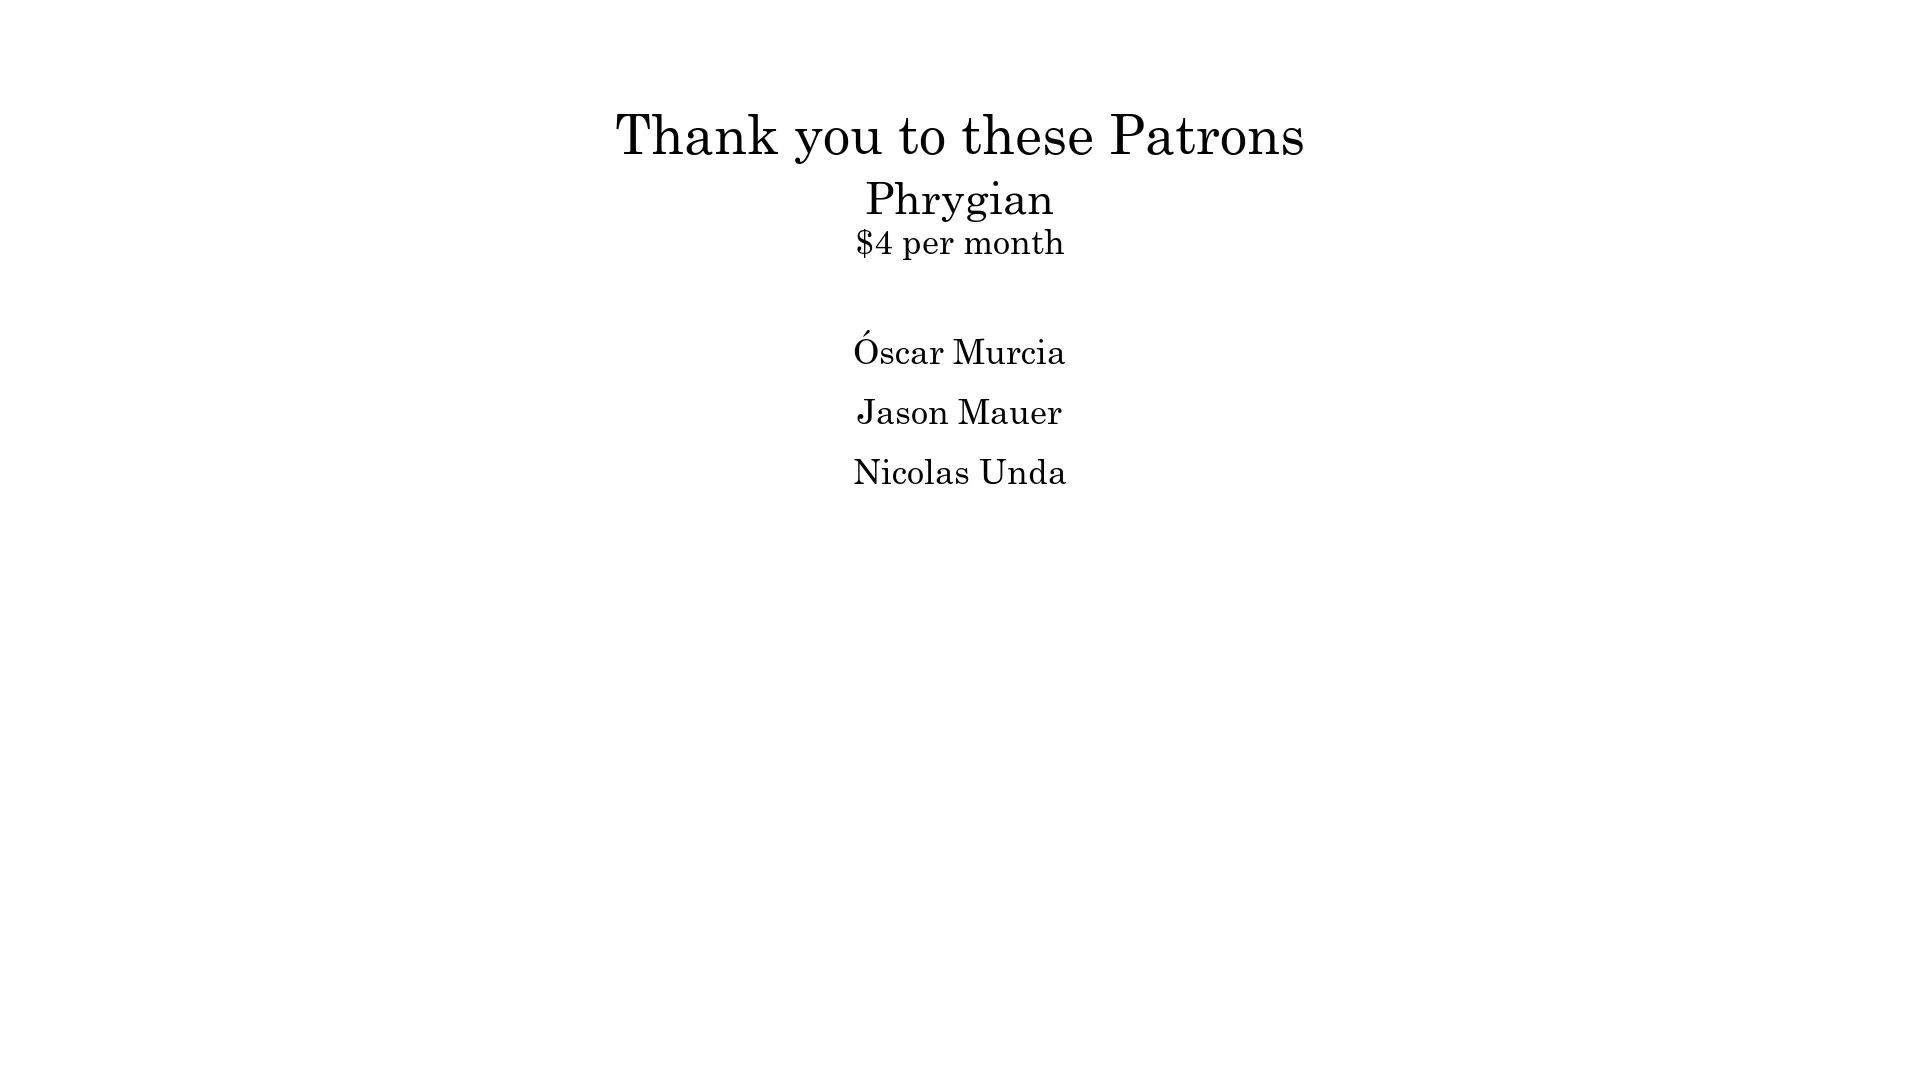 Thank you to these Patrons
Phrygian
$4 per month
Óscar Murcia
Jason Mauer
Nicolas Unda